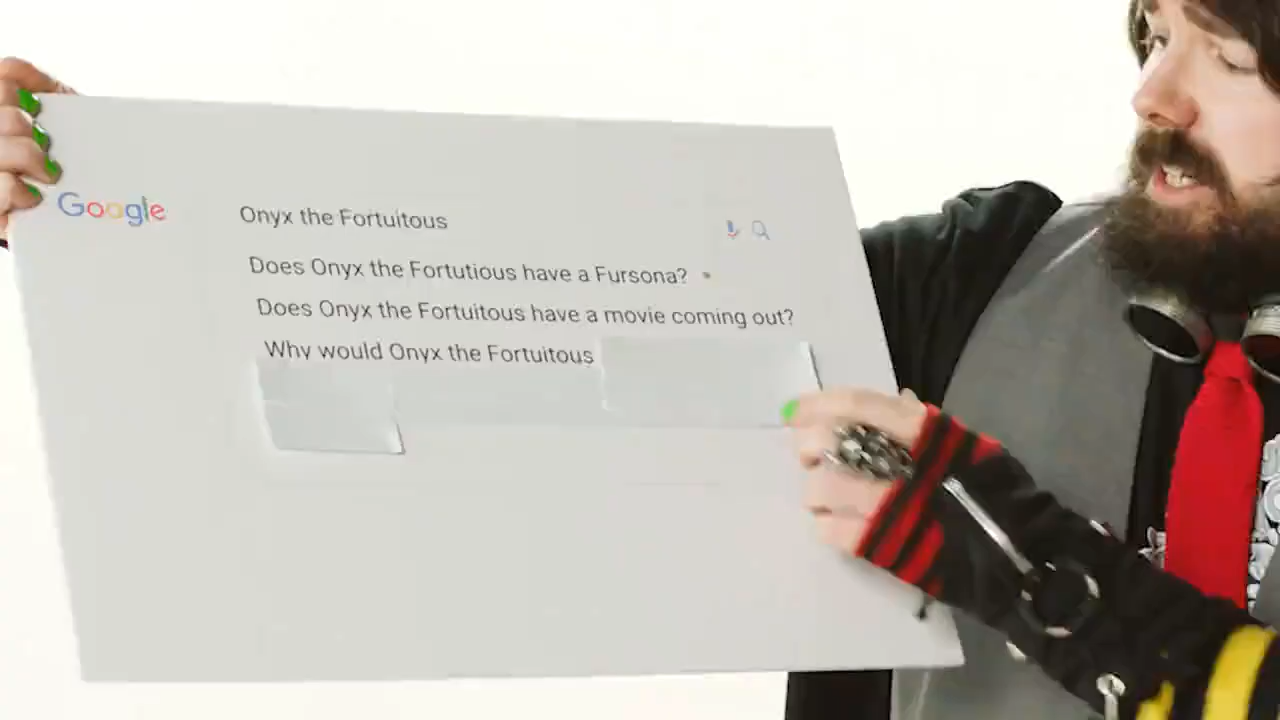 Google
Onyx the Fortuitous
Does Onyx the Fortutious have a Fursona?
Does Onyx the Fortuitous have a movie coming out?
Why would Onyx the Fortuitous